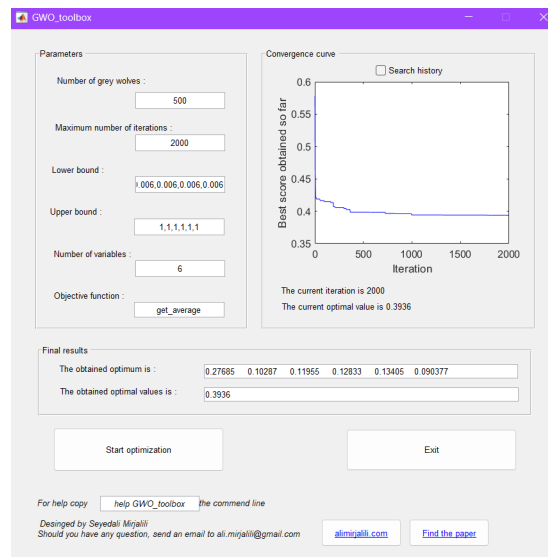 GWO_toolbox
Parameters
Number of grey wolves :
500
Maximum number of iterations :
2000
Lower bound :
0.006,0.006,0.006,0.006
Upper bound :
1,1,1,1,1,1
Number of variables :
6
Objective function :
get_average
Convergence curve
Search history
Best score obtained so far
0.6
0.55
0.5
0.45
0.4
0.35
0
500
1000
1500
2000
Iteration
The current iteration is 2000
The current optimal value is 0.3936
Final results
The obtained optimum is :
0.27685 0.10287 0.11955 0.12833 0.13405 0.090377
The obtained optimal values is :
0.3936
Start optimization
Exit
For help copy help GWO_toolbox the commend line
Desinged by Seyedali Mirjalili
Should you have any question, send an email to ali.mirjalili@gmail.com
alimirjalili.com
Find the paper